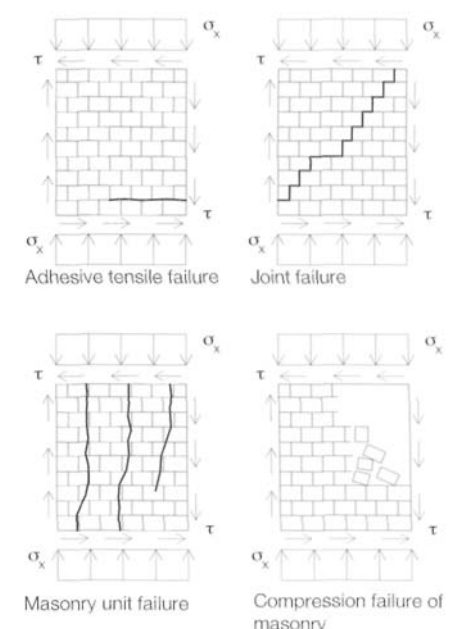 σx σx
τ τ
τ τ
σx σx
Adhesive tensile failure Joint failure
σx σx
τ τ
τ τ
σx σx
Masonry unit failure Compression failure of
masonry